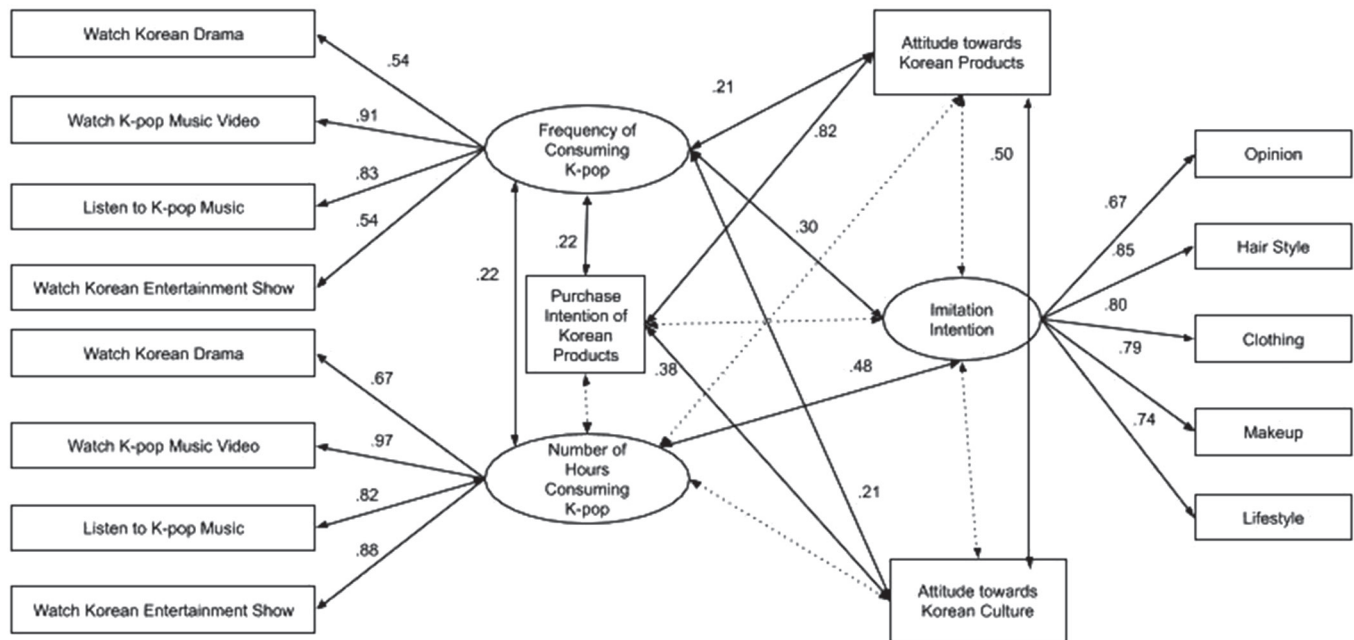 Watch Korean Drama
Watch K-pop Music Video
Listen to K-pop Music
Watch Korean Entertainment Show
Watch Korean Drama
Watch K-pop Music Video
Listen to K-pop Music
Watch Korean Entertainment Show
.54
.91
.83
.54
.67
.97
.82
.88
Frequency of
Consuming
K-pop
.22
.22
Purchase
Intention of
Korean
Products
Number of
Hours
Consuming
K-pop
.21
.82
.30
.38
.48
.21
Attitude towards
Korean Products
.50
Imitation
Intention
Attitude towards
Korean Culture
.67
.85
.80
.79
.74
Opinion
Hair Style
Clothing
Makeup
Lifestyle